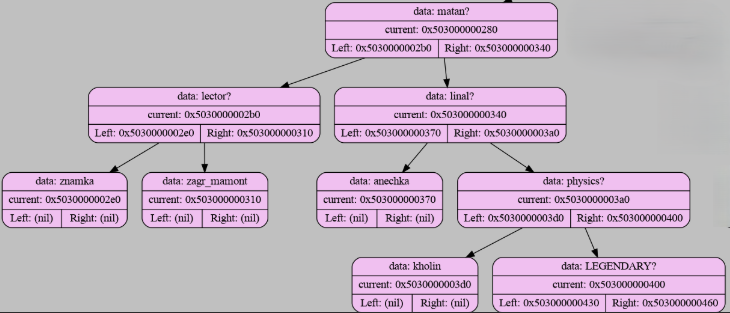 data: matan?
current: 0x503000000280
Left: 0x5030000002b0 Right: 0x503000000340
data: lector?
current: 0x5030000002b0
Left: 0x5030000002e0 Right: 0x503000000310
data: linal?
current: 0x503000000340
Left: 0x503000000370 Right: 0x5030000003a0
data: znamka
current: 0x5030000002e0
Left: (nil) Right: (nil)
data: zagr_mamont
current: 0x503000000310
Left: (nil) Right: (nil)
data: anechka
current: 0x503000000370
Left: (nil) Right: (nil)
data: physics?
current: 0x5030000003a0
Left: 0x5030000003d0 Right: 0x503000000400
data: kholin
current: 0x5030000003d0
Left: (nil) Right: (nil)
data: LEGENDARY?
current: 0x503000000400
Left: 0x503000000430 Right: 0x503000000460